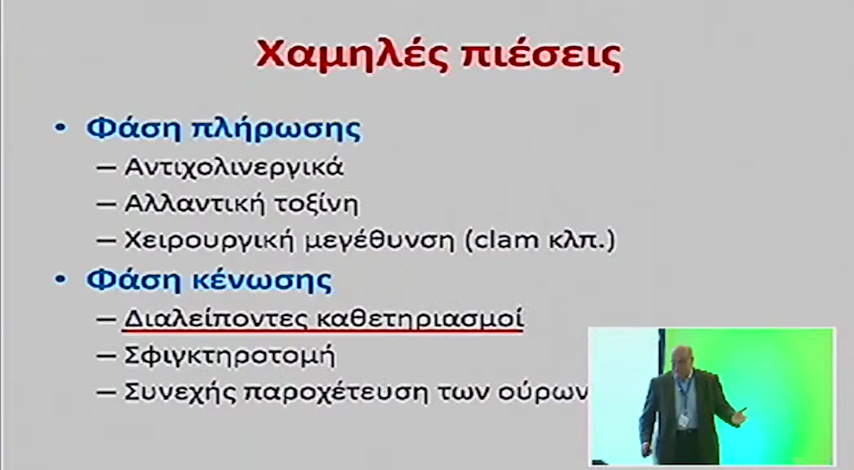 Χαμηλές πιέσεις
• Φάση πλήρωσης
– Αντιχολινεργικά
– Αλλαντική τοξίνη
– Χειρουργική μεγέθυνση (clam κλπ.)
• Φάση κένωσης
– Διαλείποντες καθετηριασμοί
– Σφιγκτηροτομή
– Συνεχής παροχέτευση των ούρων